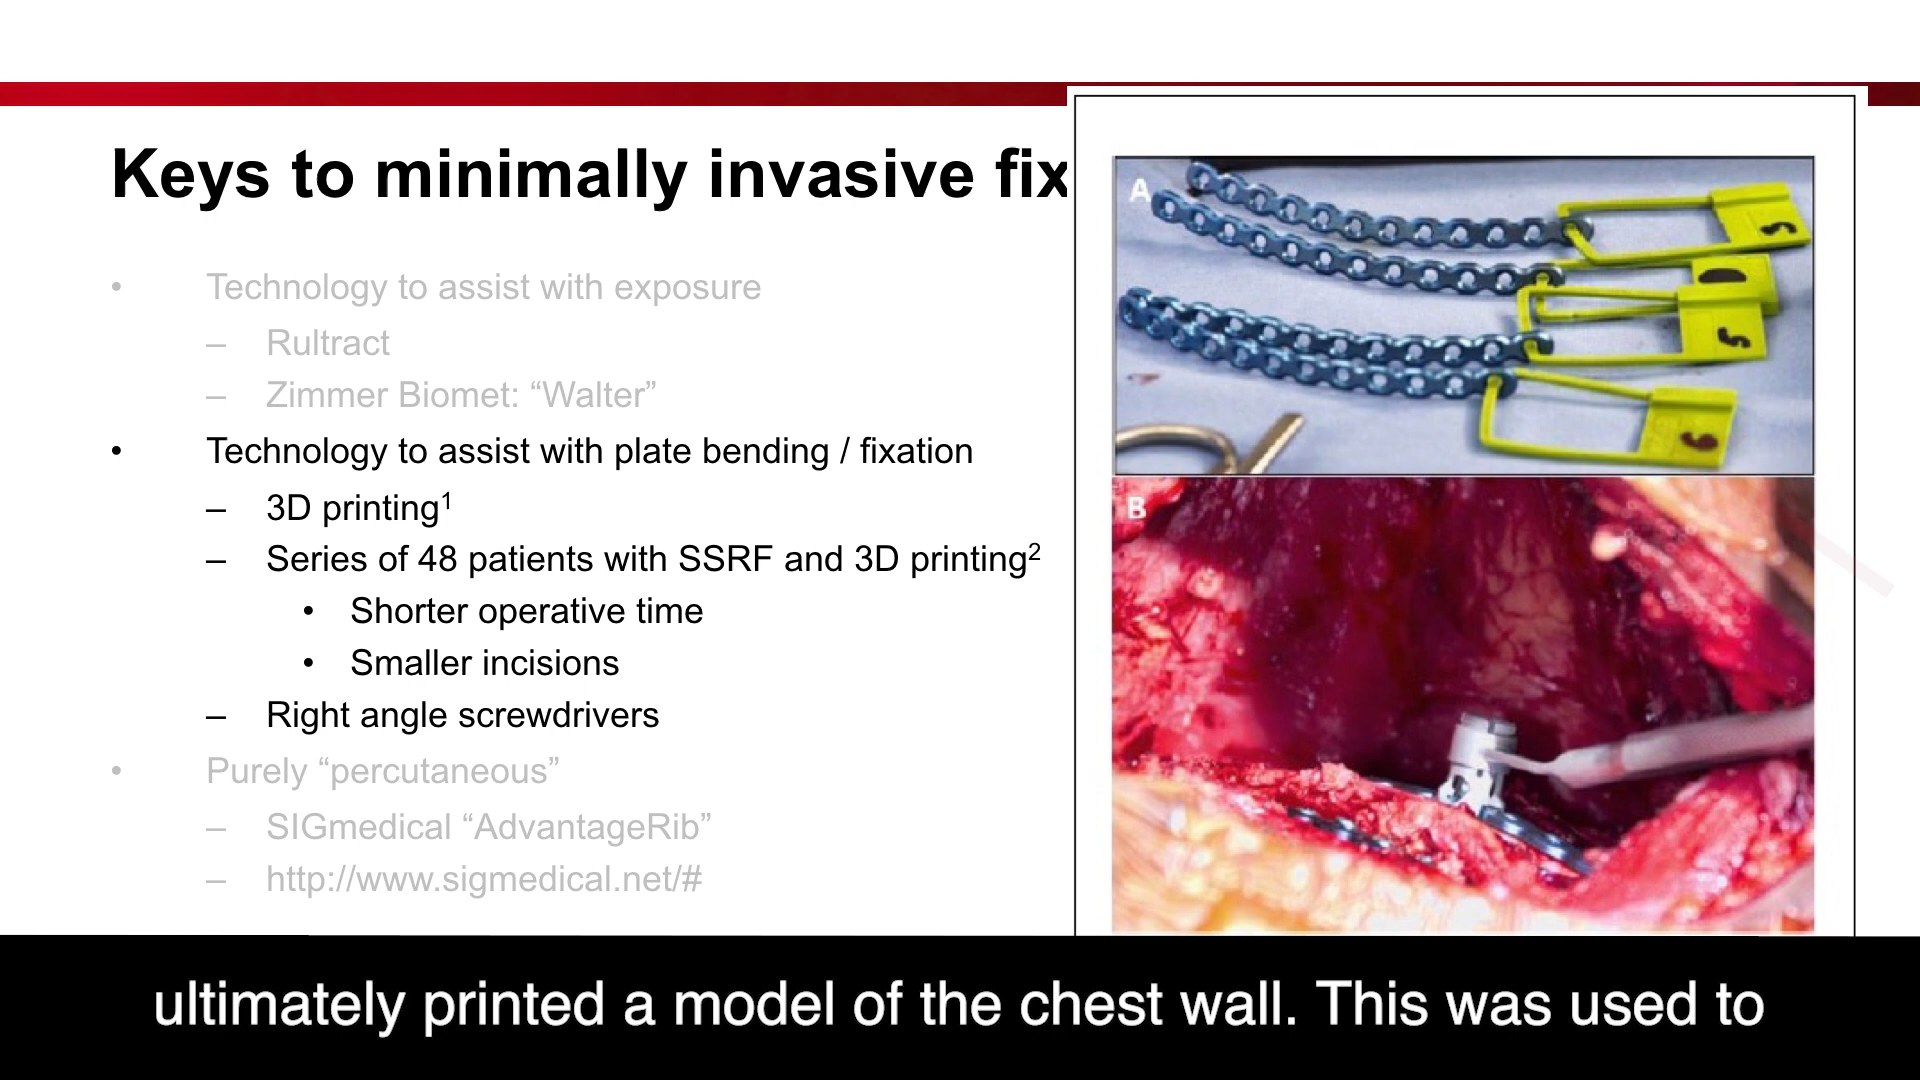 Keys to minimally invasive fix
• Technology to assist with exposure
– Rultract
– Zimmer Biomet: “Walter”
• Technology to assist with plate bending / fixation
– 3D printing¹
– Series of 48 patients with SSRF and 3D printing²
• Shorter operative time
• Smaller incisions
– Right angle screwdrivers
• Purely “percutaneous”
– SIGmedical “AdvantageRib”
– http://www.sigmedical.net/#
A
B
ultimately printed a model of the chest wall. This was used to